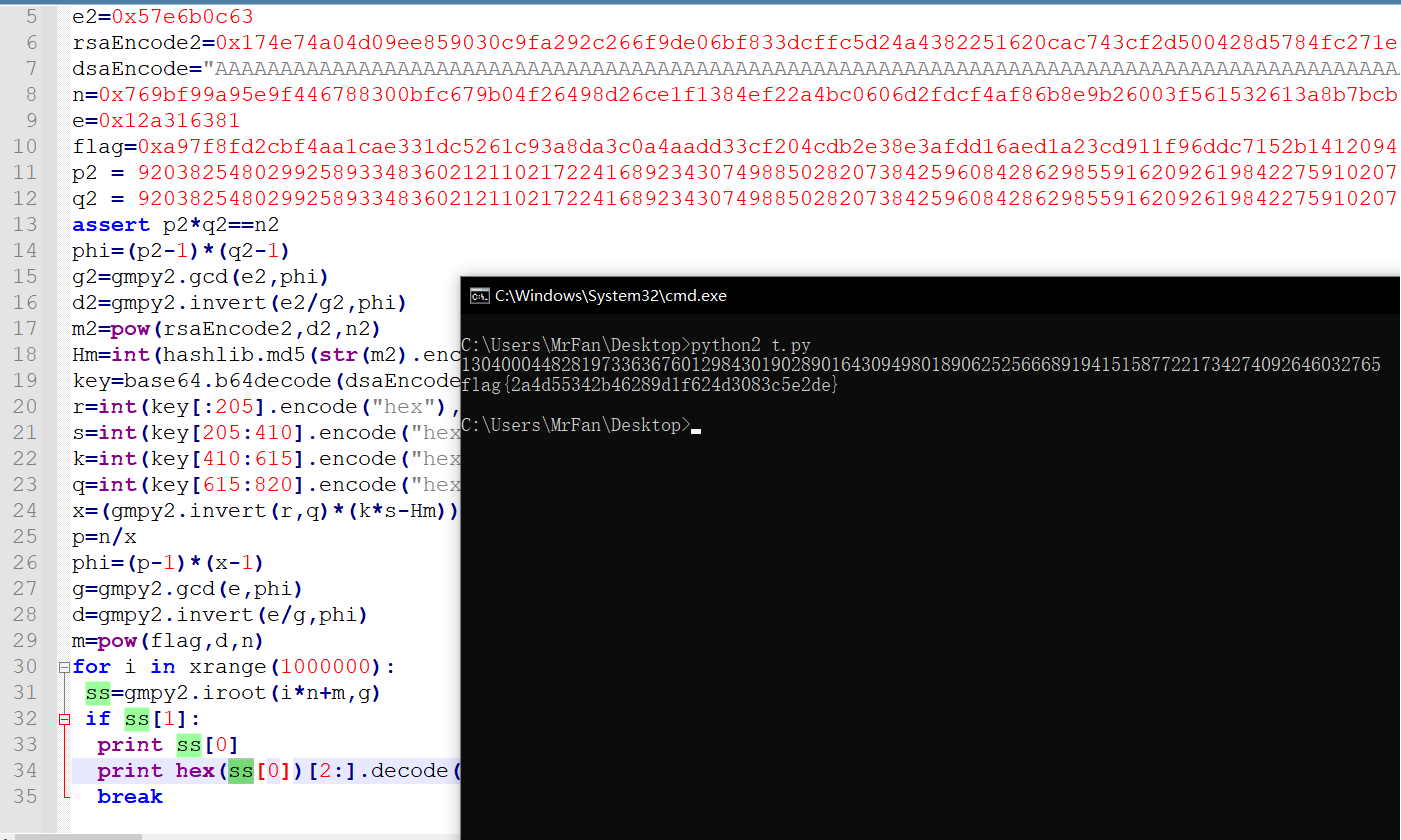 5 e2=0x57e6b0c63
6 rsaEncode2=0x174e74a04d09ee859030c9fa292c266f9de06bf833dcffc5d24a4382251620cac743cf2d500428d5784fc271e
7 dsaEncode="AAAAAAAAAAAAAAAAAAAAAAAAAAAAAAAAAAAAAAAAAAAAAAAAAAAAAAAAAAAAAAAAAAAAAAAAAAAAAAAAAAAAAAAAAAA
8 n=0x769bf99a95e9f446788300bfc679b04f26498d26ce1f1384ef22a4bc0606d2fdcf4af86b8e9b26003f561532613a8b7bcb
9 e=0x12a316381
10 flag=0xa97f8fd2cbf4aa1cae331dc5261c93a8da3c0a4aadd33cf204cdb2e38e3afdd16aed1a23cd911f96ddc7152b1412094
11 p2 = 9203825480299258933483602121102172241689234307498850282073842596084286298559162092619842275910207
12 q2 = 9203825480299258933483602121102172241689234307498850282073842596084286298559162092619842275910207
13 assert p2*q2==n2
14 phi=(p2-1)*(q2-1)
15 g2=gmpy2.gcd(e2,phi)
16 d2=gmpy2.invert(e2/g2,phi)
17 m2=pow(rsaEncode2,d2,n2)
18 Hm=int(hashlib.md5(str(m2).enc
19 key=base64.b64decode(dsaEncode
20 r=int(key[:205].encode("hex"),
21 s=int(key[205:410].encode("hex
22 k=int(key[410:615].encode("hex
23 q=int(key[615:820].encode("hex
24 x=(gmpy2.invert(r,q)*(k*s-Hm))
25 p=n/x
26 phi=(p-1)*(x-1)
27 g=gmpy2.gcd(e,phi)
28 d=gmpy2.invert(e/g,phi)
29 m=pow(flag,d,n)
30 for i in xrange(1000000):
31 ss=gmpy2.iroot(i*n+m,g)
32 if ss[1]:
33 print ss[0]
34 print hex(ss[0])[2:].decode(
35 break
C:\Windows\System32\cmd.exe
C:\Users\MrFan\Desktop>python2 t.py
13040004482819733636760129843019028901643094980189062525666891941515877221734274092646032765
flag{2a4d55342b46289d1f624d3083c5e2de}
C:\Users\MrFan\Desktop>